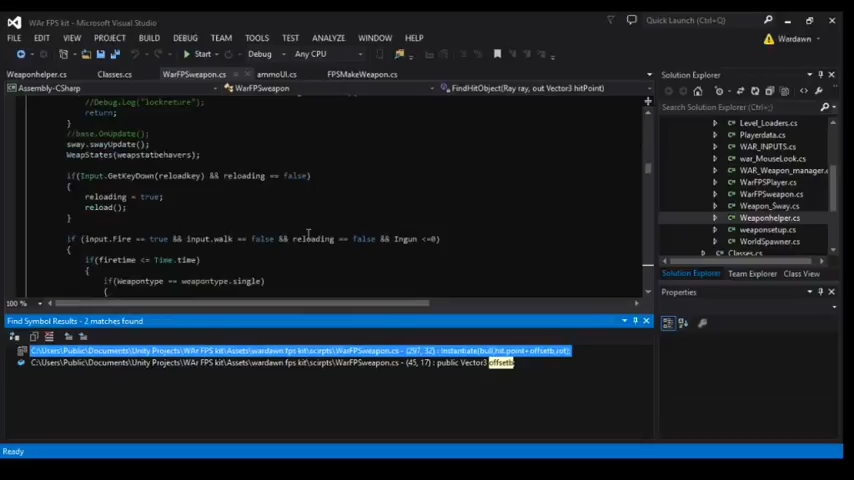 WAr FPS kit - Microsoft Visual Studio
Quick Launch (Ctrl+Q)
FILE EDIT VIEW PROJECT BUILD DEBUG TEAM TOOLS TEST ANALYZE WINDOW HELP
Wardawn
Start Debug Any CPU
Weaponhelper.cs Classes.cs WarFPSweapon.cs ammoUI.cs FPSMakeWeapon.cs
Assembly-CSharp WarFPSweapon FindHitObject(Ray ray, out Vector3 hitPoint)
//Debug.Log("lockreture");
return;
}
//base.OnUpdate();
sway.swayUpdate();
WeapStates(weapstatbehavers);
if(Input.GetKeyDown(reloadkey) && reloading == false)
{
reloading = true;
reload();
}
if (input.Fire == true && input.walk == false && reloading == false && Ingun <=0)
{
if(firetime <= Time.time)
{
if(Weapontype == weapontype.single)
{
100 %
Find Symbol Results - 2 matches found
C:\Users\Public\Documents\Unity Projects\WAr FPS kit\Assets\wardawn fps kit\scirpts\WarFPSweapon.cs - (297, 32) : Instantiate(bull,hit.point+offsetb,rot);
C:\Users\Public\Documents\Unity Projects\WAr FPS kit\Assets\wardawn fps kit\scirpts\WarFPSweapon.cs - (45, 17) : public Vector3 offsetb
Ready
Solution Explorer
Search Solution Explorer (Ctrl+;)
Level_Loaders.cs
Playerdata.cs
WAR_INPUTS.cs
war_MouseLook.cs
WAR_Weapon_manager.cs
WarFPSPlayer.cs
WarFPSweapon.cs
Weapon_Sway.cs
Weaponhelper.cs
weaponsetup.cs
WorldSpawner.cs
Classes.cs
Solution Explorer Team Explorer Class View
Properties